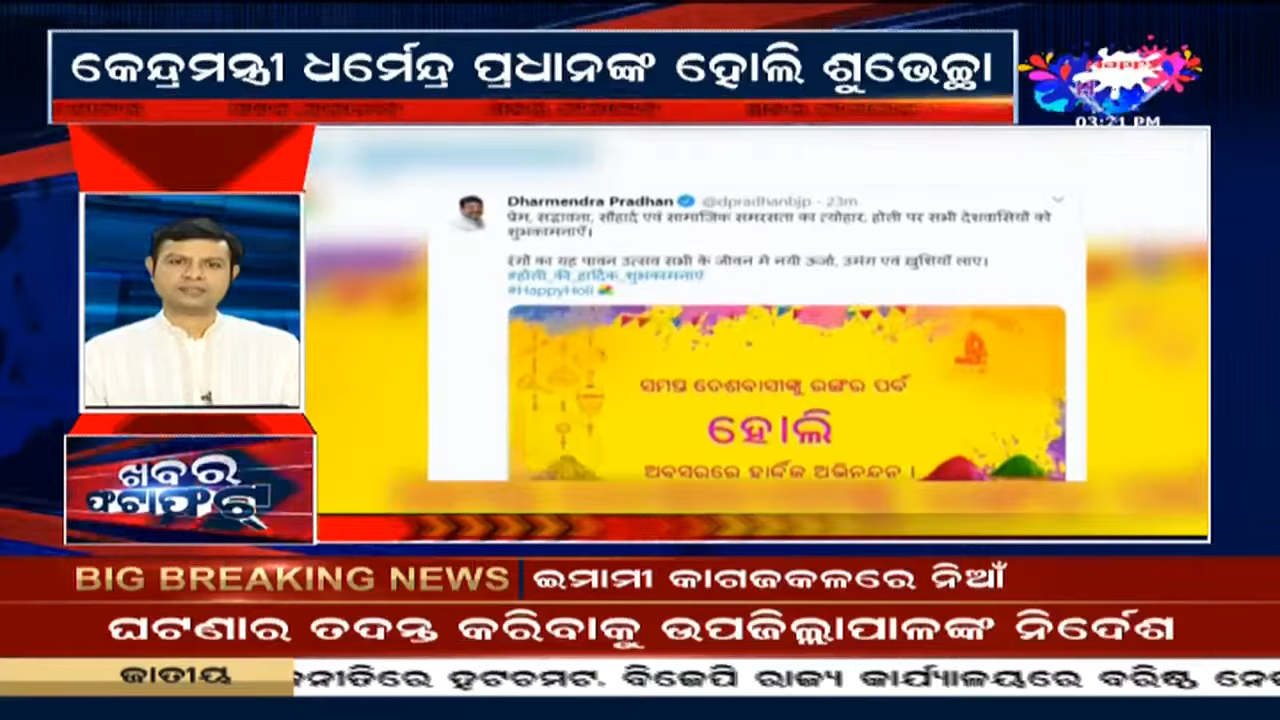 କେନ୍ଦ୍ରମନ୍ତ୍ରୀ ଧର୍ମେନ୍ଦ୍ର ପ୍ରଧାନଙ୍କ ହୋଲି ଶୁଭେଚ୍ଛା
03:21 PM
Dharmendra Pradhan @dpradhanbjp · 23m
प्रेम, सद्भावना, सौहार्द एवं सामाजिक समरसता का त्योहार, होली पर सभी देशवासियों को
शुभकामनाएँ।
रंगों का यह पावन उत्सव सभी के जीवन में नयी ऊर्जा, उमंग एवं खुशियाँ लाए।
#होली_की_हार्दिक_शुभकामनाएं
#HappyHoli
ସମସ୍ତ ଦେଶବାସୀଙ୍କୁ ରଙ୍ଗର ପର୍ବ
ହୋଲି
ଅବସରରେ ହାର୍ଦ୍ଦିକ ଅଭିନନ୍ଦନ ।
ଖବର
ଫଟାଫଟ୍
BIG BREAKING NEWS ଇମାମୀ କାଗଜକଳରେ ନିଆଁ
ଘଟଣାର ତଦନ୍ତ କରିବାକୁ ଉପଜିଲ୍ଲାପାଳଙ୍କ ନିର୍ଦେଶ
ଜାତୀୟ ନୀତିରେ ହଟଚମଟ. ବିଜେପି ରାଜ୍ୟ କାର୍ଯ୍ୟାଳୟରେ ବରିଷ୍ଠ